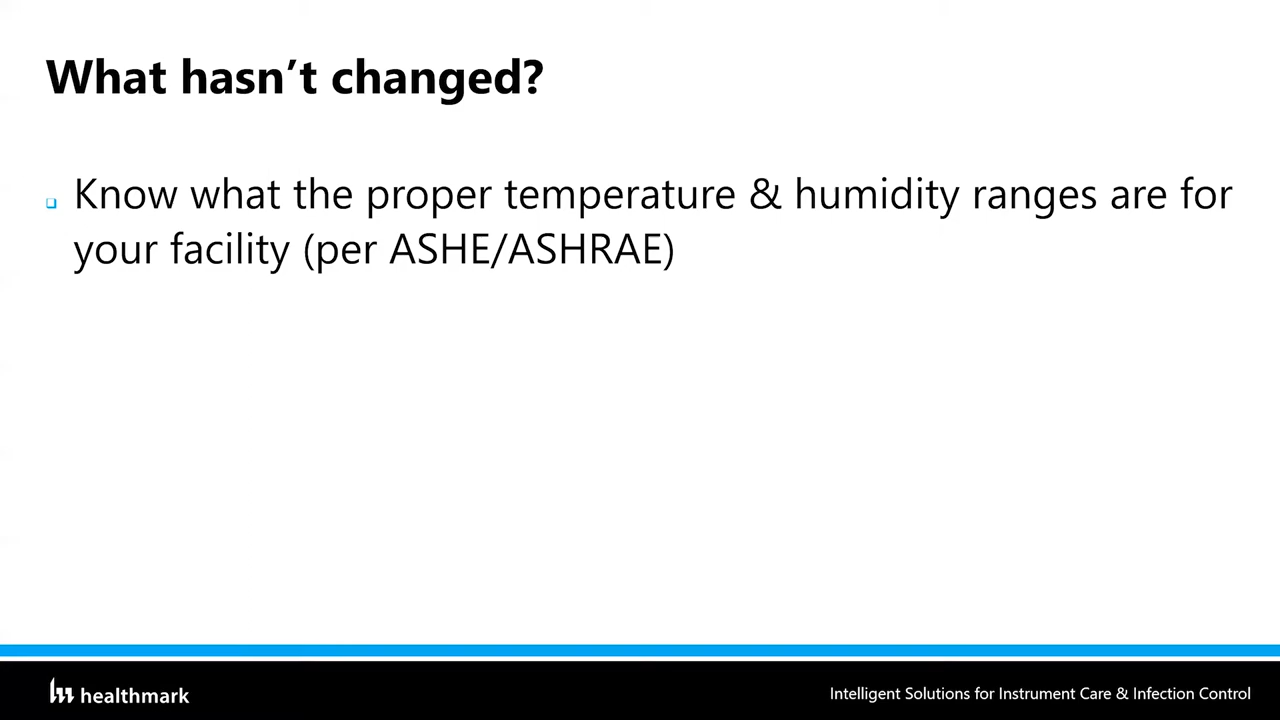 What hasn’t changed?
Know what the proper temperature & humidity ranges are for
your facility (per ASHE/ASHRAE)
healthmark
Intelligent Solutions for Instrument Care & Infection Control